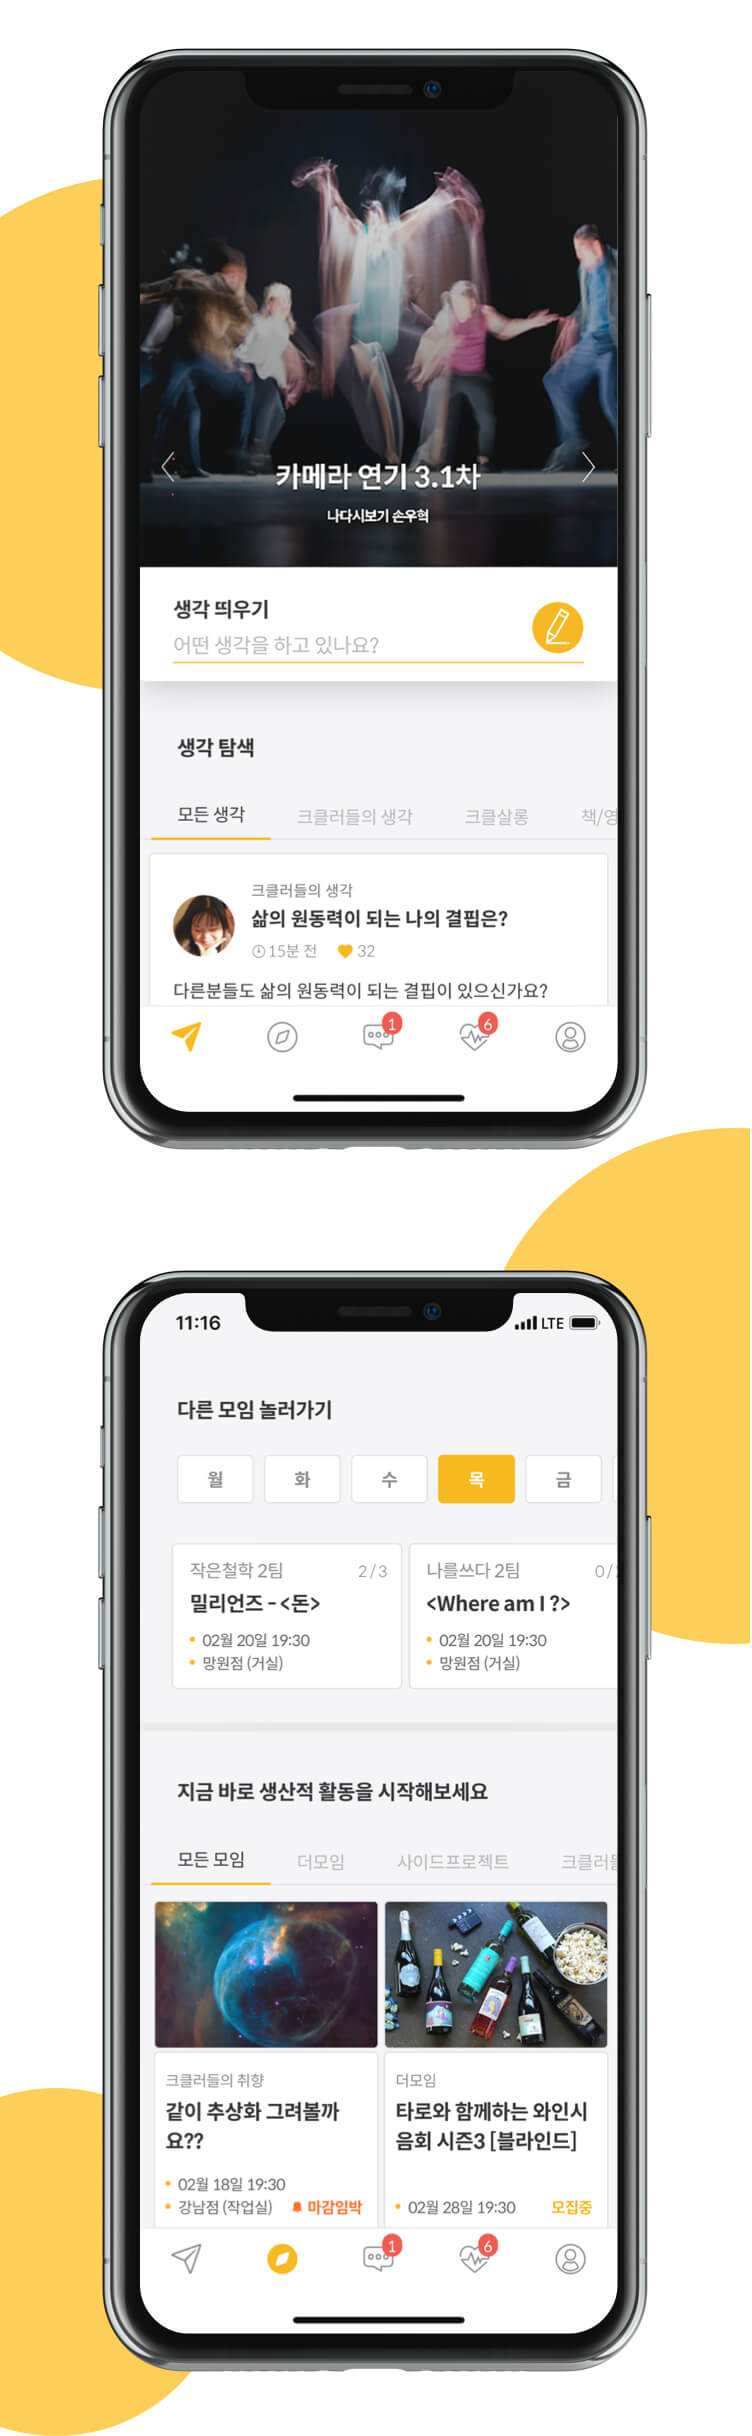 카메라 연기 3.1차
나다시보기 손우혁
생각 띄우기
어떤 생각을 하고 있나요?
생각 탐색
모든 생각 크클러들의 생각 크클살롱 책/영
크클러들의 생각
삶의 원동력이 되는 나의 결핍은?
15분 전 32
다른분들도 삶의 원동력이 되는 결핍이 있으신가요?
1 6
11:16 LTE
다른 모임 놀러가기
월 화 수 목 금
작은철학 2팀 2/3
밀리언즈 - <돈>
• 02월 20일 19:30
• 망원점 (거실)
나를쓰다 2팀 0/
<Where am I ?>
• 02월 20일 19:30
• 망원점 (거실)
지금 바로 생산적 활동을 시작해보세요
모든 모임 더모임 사이드프로젝트 크클러들
크클러들의 취향
같이 추상화 그려볼까
요??
• 02월 18일 19:30
• 강남점 (작업실) 마감임박
더모임
타로와 함께하는 와인시
음회 시즌3 [블라인드]
• 02월 28일 19:30 모집중
1 6